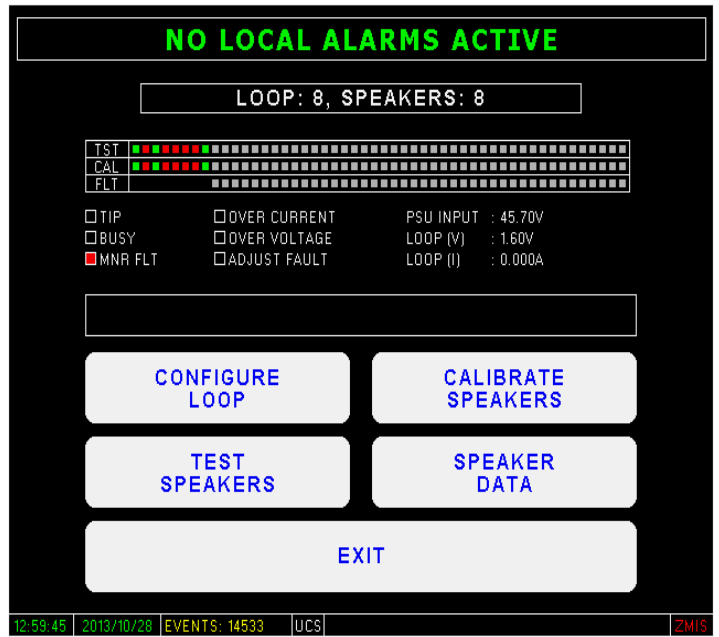 NO LOCAL ALARMS ACTIVE
LOOP: 8, SPEAKERS: 8
TST
CAL
FLT
TIP OVER CURRENT PSU INPUT : 45.70V
BUSY OVER VOLTAGE LOOP (V) : 1.60V
MNR FLT ADJUST FAULT LOOP (I) : 0.000A
CONFIGURE CALIBRATE
LOOP SPEAKERS
TEST SPEAKER
SPEAKERS DATA
EXIT
12:59:45 2013/10/28 EVENTS: 14533 UCS ZMIS